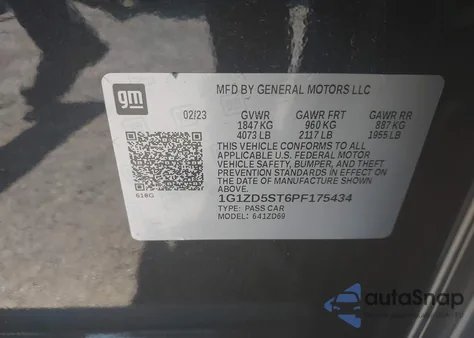 gm
MFD BY GENERAL MOTORS LLC
02/23 GVWR GAWR FRT GAWR RR
1847 KG 960 KG 887 KG
4073 LB 2117 LB 1955 LB
THIS VEHICLE CONFORMS TO ALL
APPLICABLE U.S. FEDERAL MOTOR
VEHICLE SAFETY, BUMPER, AND THEFT
PREVENTION STANDARDS IN EFFECT ON
THE DATE OF MANUFACTURE SHOWN ABOVE.
618G
1G1ZD5ST6PF175434
TYPE: PASS CAR
MODEL: 641ZD69
autoSnap